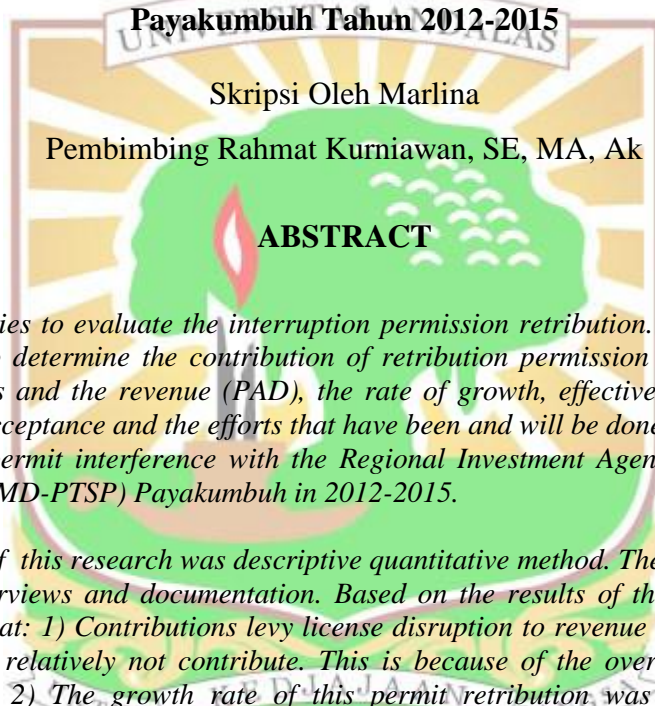 Payakumbuh Tahun 2012-2015
UNIVERSITAS ANDALAS
Skripsi Oleh Marlina
Pembimbing Rahmat Kurniawan, SE, MA, Ak
ABSTRACT
ies to evaluate the interruption permission retribution.
determine the contribution of retribution permission
s and the revenue (PAD), the rate of growth, effective
cceptance and the efforts that have been and will be done
permit interference with the Regional Investment Agen
MD-PTSP) Payakumbuh in 2012-2015.
f this research was descriptive quantitative method. The
rviews and documentation. Based on the results of th
at: 1) Contributions levy license disruption to revenue
relatively not contribute. This is because of the over
2) The growth rate of this permit retribution was